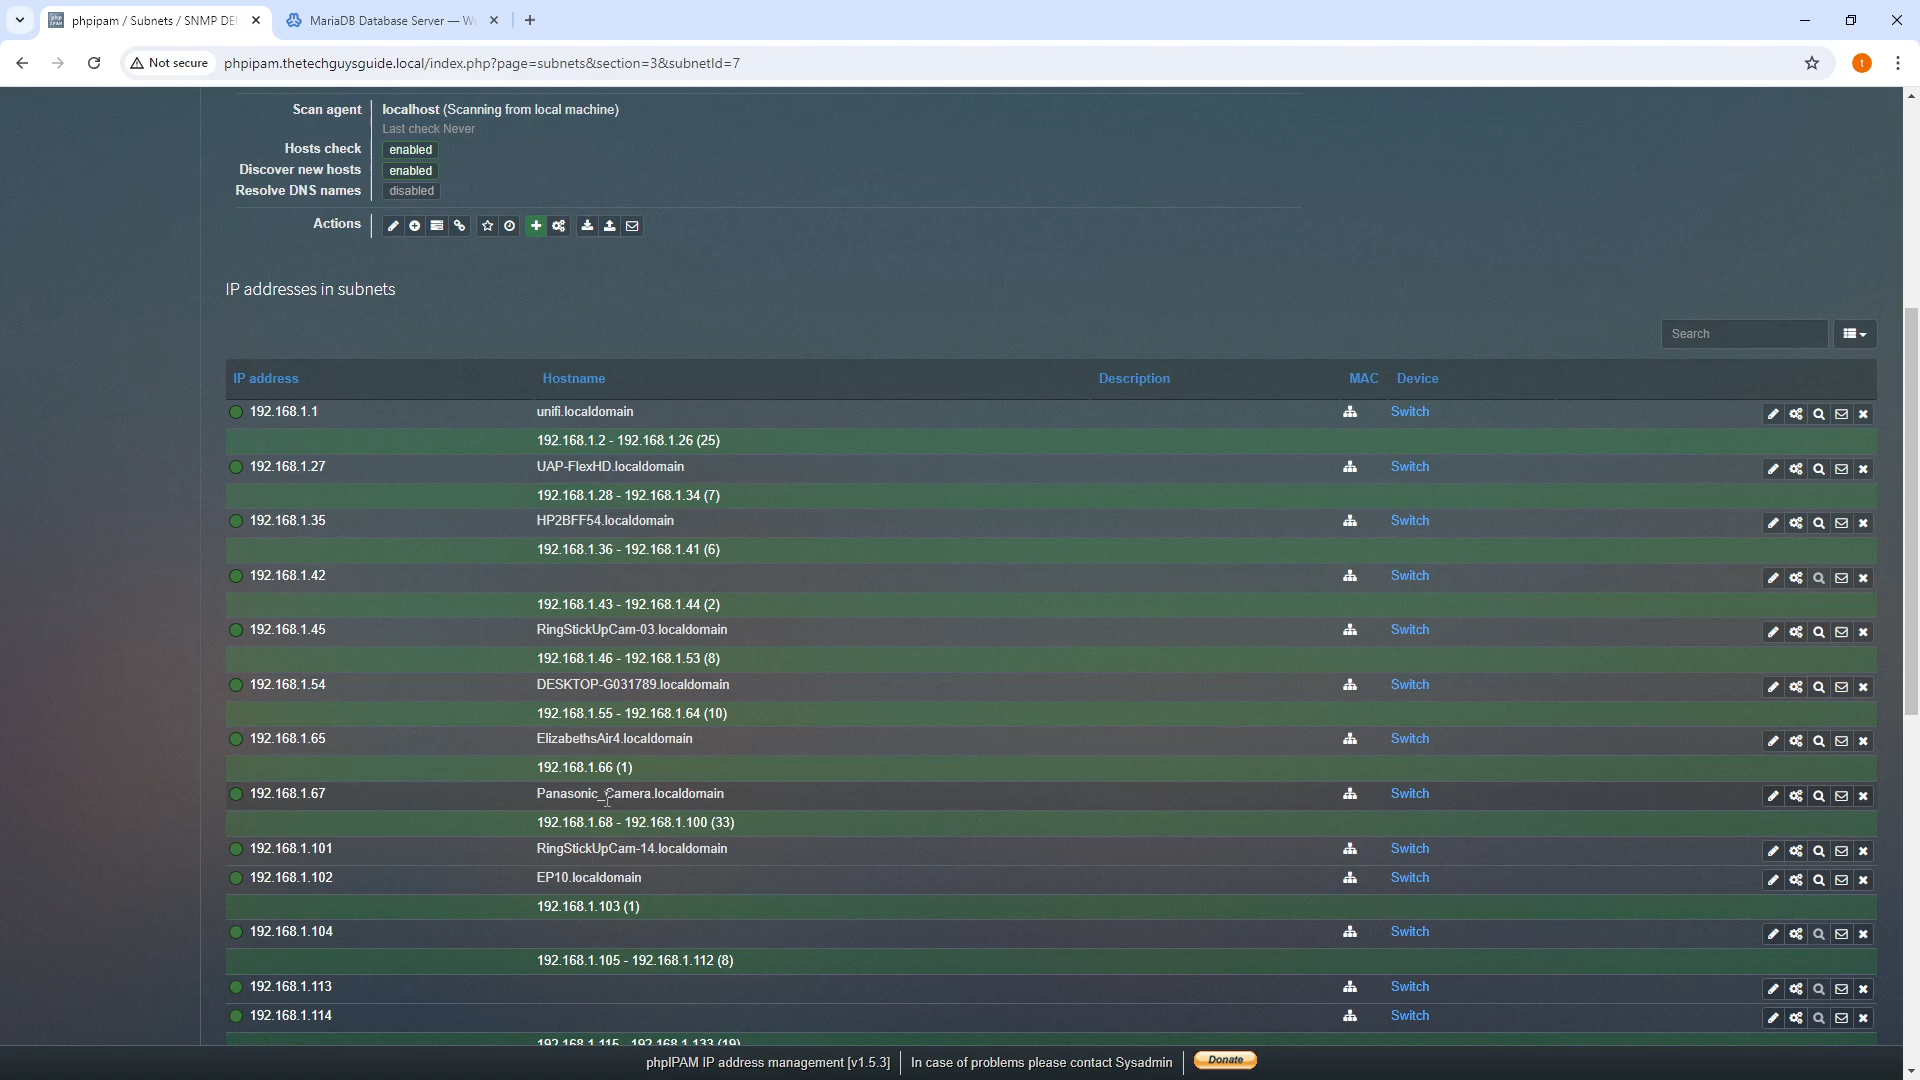 phpipam / Subnets / SNMP DE
MariaDB Database Server — W
Not secure
phpipam.thetechguysguide.local/index.php?page=subnets&section=3&subnetId=7
t
Scan agent localhost (Scanning from local machine)
Last check Never
Hosts check enabled
Discover new hosts enabled
Resolve DNS names disabled
Actions
IP addresses in subnets
Search
IP address Hostname Description MAC Device
192.168.1.1 unifi.localdomain Switch
192.168.1.2 - 192.168.1.26 (25)
192.168.1.27 UAP-FlexHD.localdomain Switch
192.168.1.28 - 192.168.1.34 (7)
192.168.1.35 HP2BFF54.localdomain Switch
192.168.1.36 - 192.168.1.41 (6)
192.168.1.42 Switch
192.168.1.43 - 192.168.1.44 (2)
192.168.1.45 RingStickUpCam-03.localdomain Switch
192.168.1.46 - 192.168.1.53 (8)
192.168.1.54 DESKTOP-G031789.localdomain Switch
192.168.1.55 - 192.168.1.64 (10)
192.168.1.65 ElizabethsAir4.localdomain Switch
192.168.1.66 (1)
192.168.1.67 Panasonic_Camera.localdomain Switch
192.168.1.68 - 192.168.1.100 (33)
192.168.1.101 RingStickUpCam-14.localdomain Switch
192.168.1.102 EP10.localdomain Switch
192.168.1.103 (1)
192.168.1.104 Switch
192.168.1.105 - 192.168.1.112 (8)
192.168.1.113 Switch
192.168.1.114 Switch
192.168.1.115 - 192.168.1.133 (19)
phpIPAM IP address management [v1.5.3] In case of problems please contact Sysadmin Donate